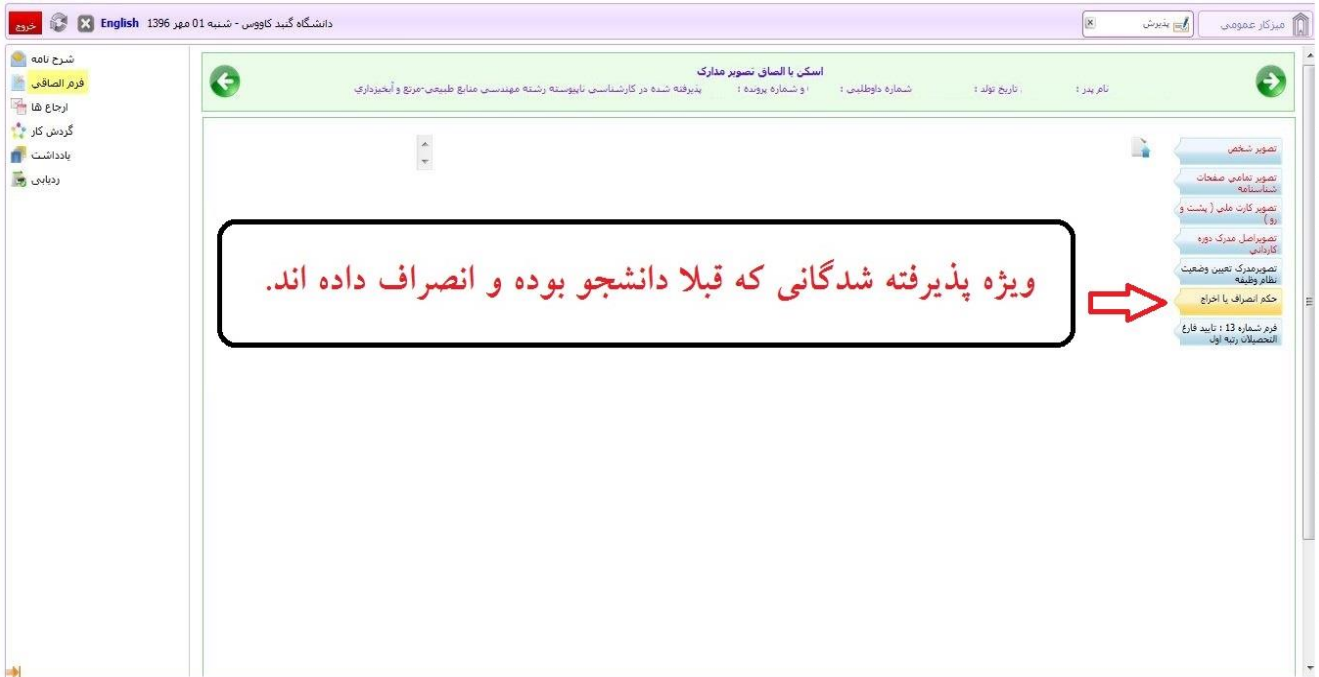 میزکار عمومی
پذیرش
دانشگاه گنبد کاووس - شنبه 01 مهر 1396 English
خروج
شرح نامه
فرم الصاقی
ارجاع ها
گردش کار
یادداشت
ردیابی
اسکن یا الصاق تصویر مدارک
نام پدر : تاریخ تولد : شماره داوطلبی : و شماره پرونده : پذیرفته شده در کارشناسی ناپیوسته رشته مهندسی منابع طبیعی-مرتع و آبخیزداری
تصویر شخص
تصویر تمامی صفحات
شناسنامه
تصویر کارت ملی ( پشت و
رو )
تصویراصل مدرک دوره
کاردانی
تصویرمدرک تعیین وضعیت
نظام وظیفه
حکم انصراف یا اخراج
فرم شماره 13 : تایید فارغ
التحصیلان رتبه اول
ویژه پذیرفته شدگانی که قبلا دانشجو بوده و انصراف داده اند.